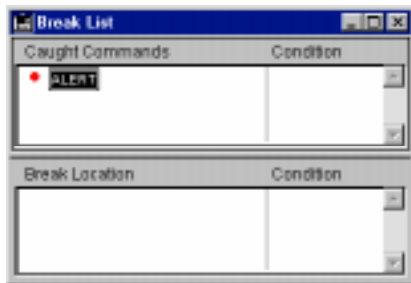 Break List
Caught Commands Condition
ALERT
Break Location Condition